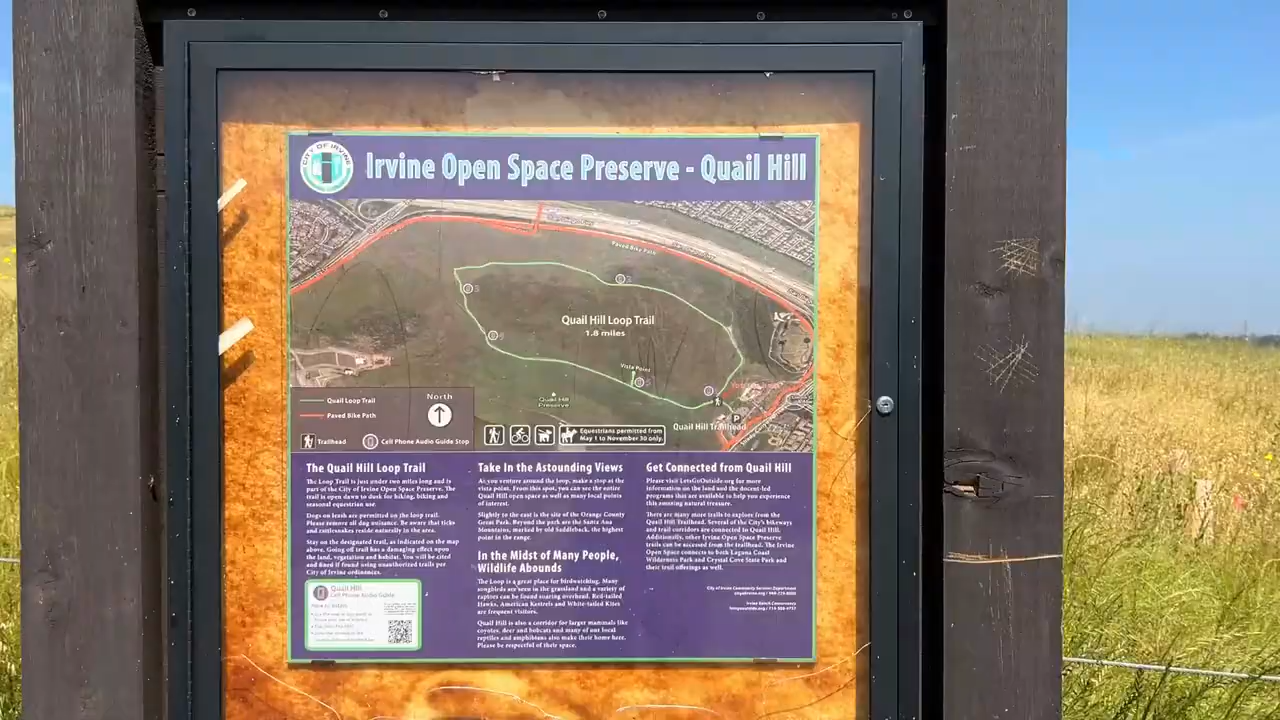 CITY OF IRVINE
Irvine Open Space Preserve - Quail Hill
Paved Bike Path
Quail Hill Loop Trail
1.8 miles
Vista Point
You are here
Quail Hill
Preserve
Quail Hill Trailhead
P
Quail Loop Trail
Paved Bike Path
North
Trailhead
Cell Phone Audio Guide Stop
Equestrians permitted from
May 1 to November 30 only.
The Quail Hill Loop Trail
The Loop Trail is just under two miles long and is
part of the City of Irvine Open Space Preserve. The
trail is open dawn to dusk for hiking, biking and
seasonal equestrian use.
Dogs on leash are permitted on the loop trail.
Please remove all dog outside. Be aware that ticks
and rattlesnakes reside naturally in the area.
Stay on the designated trail, as indicated on the map
above. Going off trail has a damaging effect upon
the land, vegetation and habitat. You will be cited
and fined if found using unauthorized trails per
City of Irvine ordinances.
Quail Hill
Cell Phone Audio Guide
Take In the Astounding Views
As you venture around the loop, make a stop at the
vista point. From this spot, you can see the entire
Quail Hill open space as well as many local points
of interest.
Slightly to the east is the site of the Orange County
Great Park. Beyond the park are the Santa Ana
Mountains, marked by old Saddleback, the highest
point in the range.
In the Midst of Many People,
Wildlife Abounds
The Loop is a great place for birdwatching. Many
songbirds are seen in the grassland and a variety of
raptors can be found soaring overhead. Red-tailed
Hawks, American Kestrels and White-tailed Kites
are frequent visitors.
Quail Hill is also a corridor for larger mammals like
coyotes, deer and bobcats and many of our local
reptiles and amphibians also make their home here.
Please be respectful of their space.
Get Connected from Quail Hill
Please visit LetsGoOutside.org for more
information on the land and the docent-led
programs that are available to help you experience
this amazing natural treasure.
There are many more trails to explore from the
Quail Hill Trailhead. Several of the City's bikeways
and trail corridors are connected to Quail Hill.
Additionally, other Irvine Open Space Preserve
trails can be accessed from the trailhead. The Irvine
Open Space connects to both Laguna Coast
Wilderness Park and Crystal Cove State Park and
their trail offerings as well.
City of Irvine Community Services Department
Irvine Ranch Conservancy